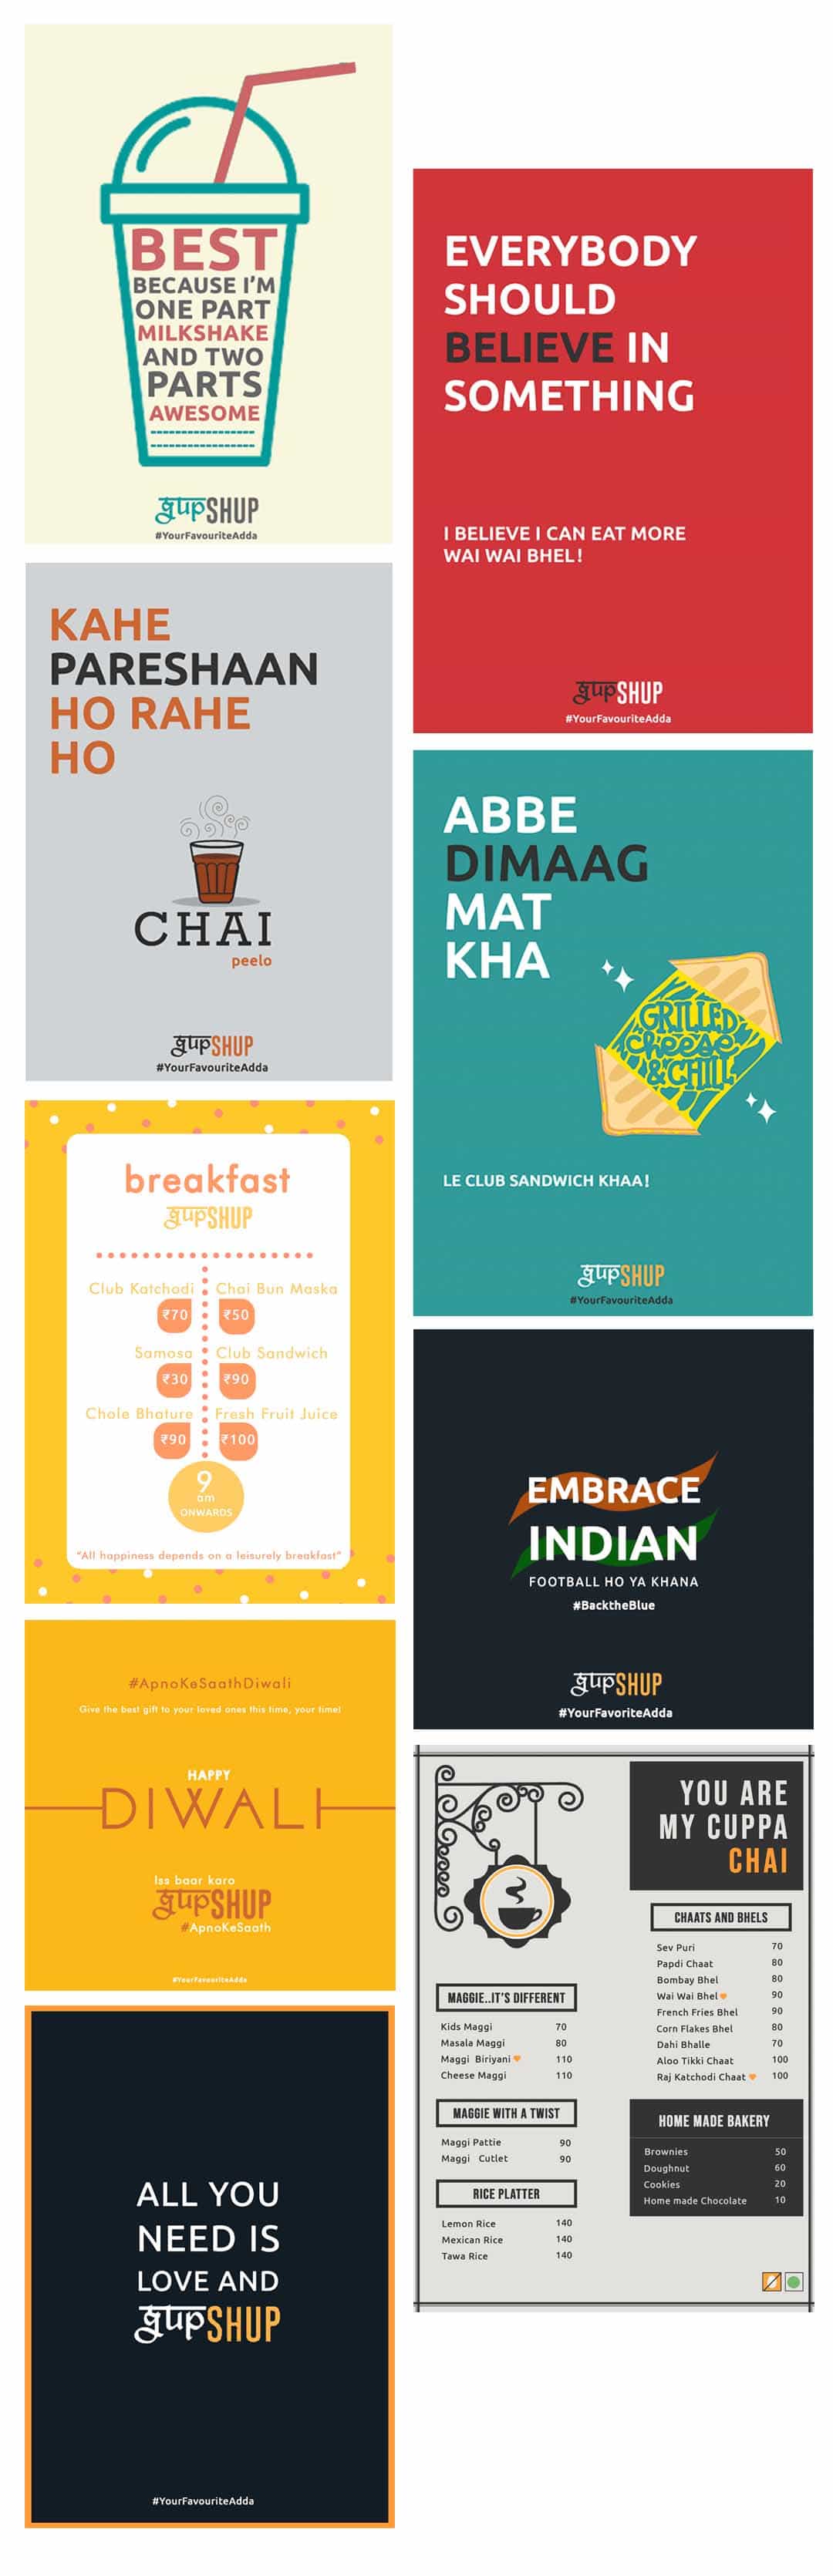 BEST
BECAUSE I'M
ONE PART
MILKSHAKE
AND TWO
PARTS
AWESOME
gupSHUP
#YourFavouriteAdda
KAHE
PARESHAAN
HO RAHE
HO
CHAI
peelo
gupSHUP
#YourFavouriteAdda
breakfast
gupSHUP
Club Katchodi
₹70
Chai Bun Maska
₹50
Samosa
₹30
Club Sandwich
₹90
Chole Bhature
₹90
Fresh Fruit Juice
₹100
9
am
ONWARDS
"All happiness depends on a leisurely breakfast"
#ApnoKeSaathDiwali
Give the best gift to your loved ones this time, your time!
HAPPY
DIWALI
Iss baar karo
gupSHUP
#ApnoKeSaath
#YourFavouriteAdda
ALL YOU
NEED IS
LOVE AND
gupSHUP
#YourFavouriteAdda
EVERYBODY
SHOULD
BELIEVE IN
SOMETHING
I BELIEVE I CAN EAT MORE
WAI WAI BHEL!
gupSHUP
#YourFavouriteAdda
ABBE
DIMAAG
MAT
KHA
GRILLED
cheese
& CHILL
LE CLUB SANDWICH KHAA!
gupSHUP
#YourFavouriteAdda
EMBRACE
INDIAN
FOOTBALL HO YA KHANA
#BacktheBlue
gupSHUP
#YourFavoriteAdda
YOU ARE
MY CUPPA
CHAI
MAGGIE..IT'S DIFFERENT
Kids Maggi 70
Masala Maggi 80
Maggi Biriyani 110
Cheese Maggi 110
MAGGIE WITH A TWIST
Maggi Pattie 90
Maggi Cutlet 90
RICE PLATTER
Lemon Rice 140
Mexican Rice 140
Tawa Rice 140
CHAATS AND BHELS
Sev Puri 70
Papdi Chaat 80
Bombay Bhel 80
Wai Wai Bhel 90
French Fries Bhel 90
Corn Flakes Bhel 80
Dahi Bhalle 70
Aloo Tikki Chaat 100
Raj Katchodi Chaat 100
HOME MADE BAKERY
Brownies 50
Doughnut 60
Cookies 20
Home made Chocolate 10